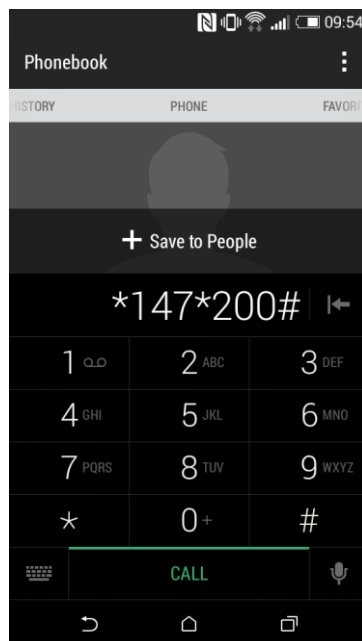 09:54
Phonebook
HISTORY PHONE FAVORI
Save to People
*147*200#
1 2 ABC 3 DEF
4 GHI 5 JKL 6 MNO
7 PQRS 8 TUV 9 WXYZ
* 0 + #
CALL